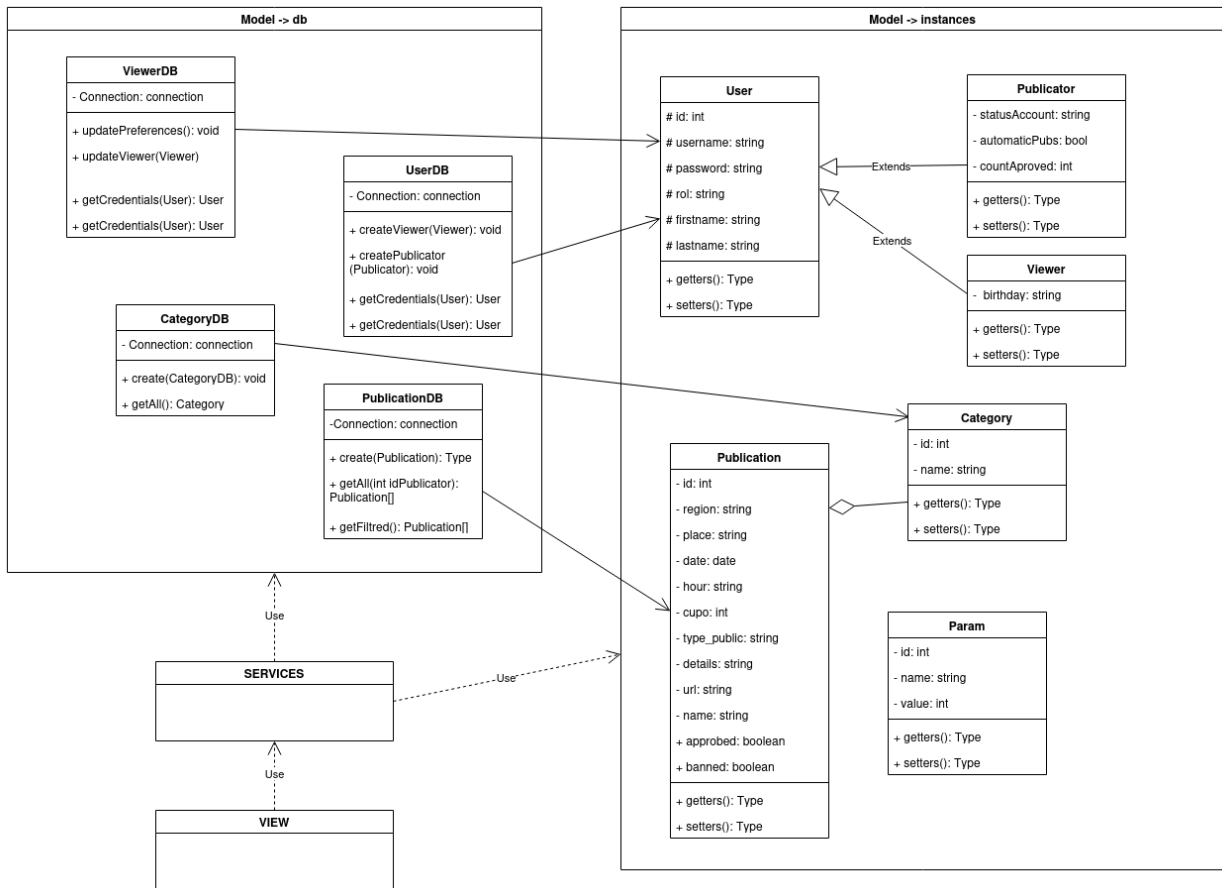 Model -> db
ViewerDB
- Connection: connection
+ updatePreferences(): void
+ updateViewer(Viewer)
+ getCredentials(User): User
+ getCredentials(User): User
UserDB
- Connection: connection
+ createViewer(Viewer): void
+ createPublicator
(Publicator): void
+ getCredentials(User): User
+ getCredentials(User): User
CategoryDB
- Connection: connection
+ create(CategoryDB): void
+ getAll(): Category
PublicationDB
-Connection: connection
+ create(Publication): Type
+ getAll(int idPublicator):
Publication[]
+ getFiltred(): Publication[]
Model -> instances
User
# id: int
# username: string
# password: string
# rol: string
# firstname: string
# lastname: string
+ getters(): Type
+ setters(): Type
Publicator
- statusAccount: string
- automaticPubs: bool
- countAproved: int
+ getters(): Type
+ setters(): Type
Extends
Extends
Viewer
- birthday: string
+ getters(): Type
+ setters(): Type
Category
- id: int
- name: string
+ getters(): Type
+ setters(): Type
Publication
- id: int
- region: string
- place: string
- date: date
- hour: string
- cupo: int
- type_public: string
- details: string
- url: string
- name: string
+ approbed: boolean
+ banned: boolean
+ getters(): Type
+ setters(): Type
Param
- id: int
- name: string
- value: int
+ getters(): Type
+ setters(): Type
Use
SERVICES
Use
Use
VIEW